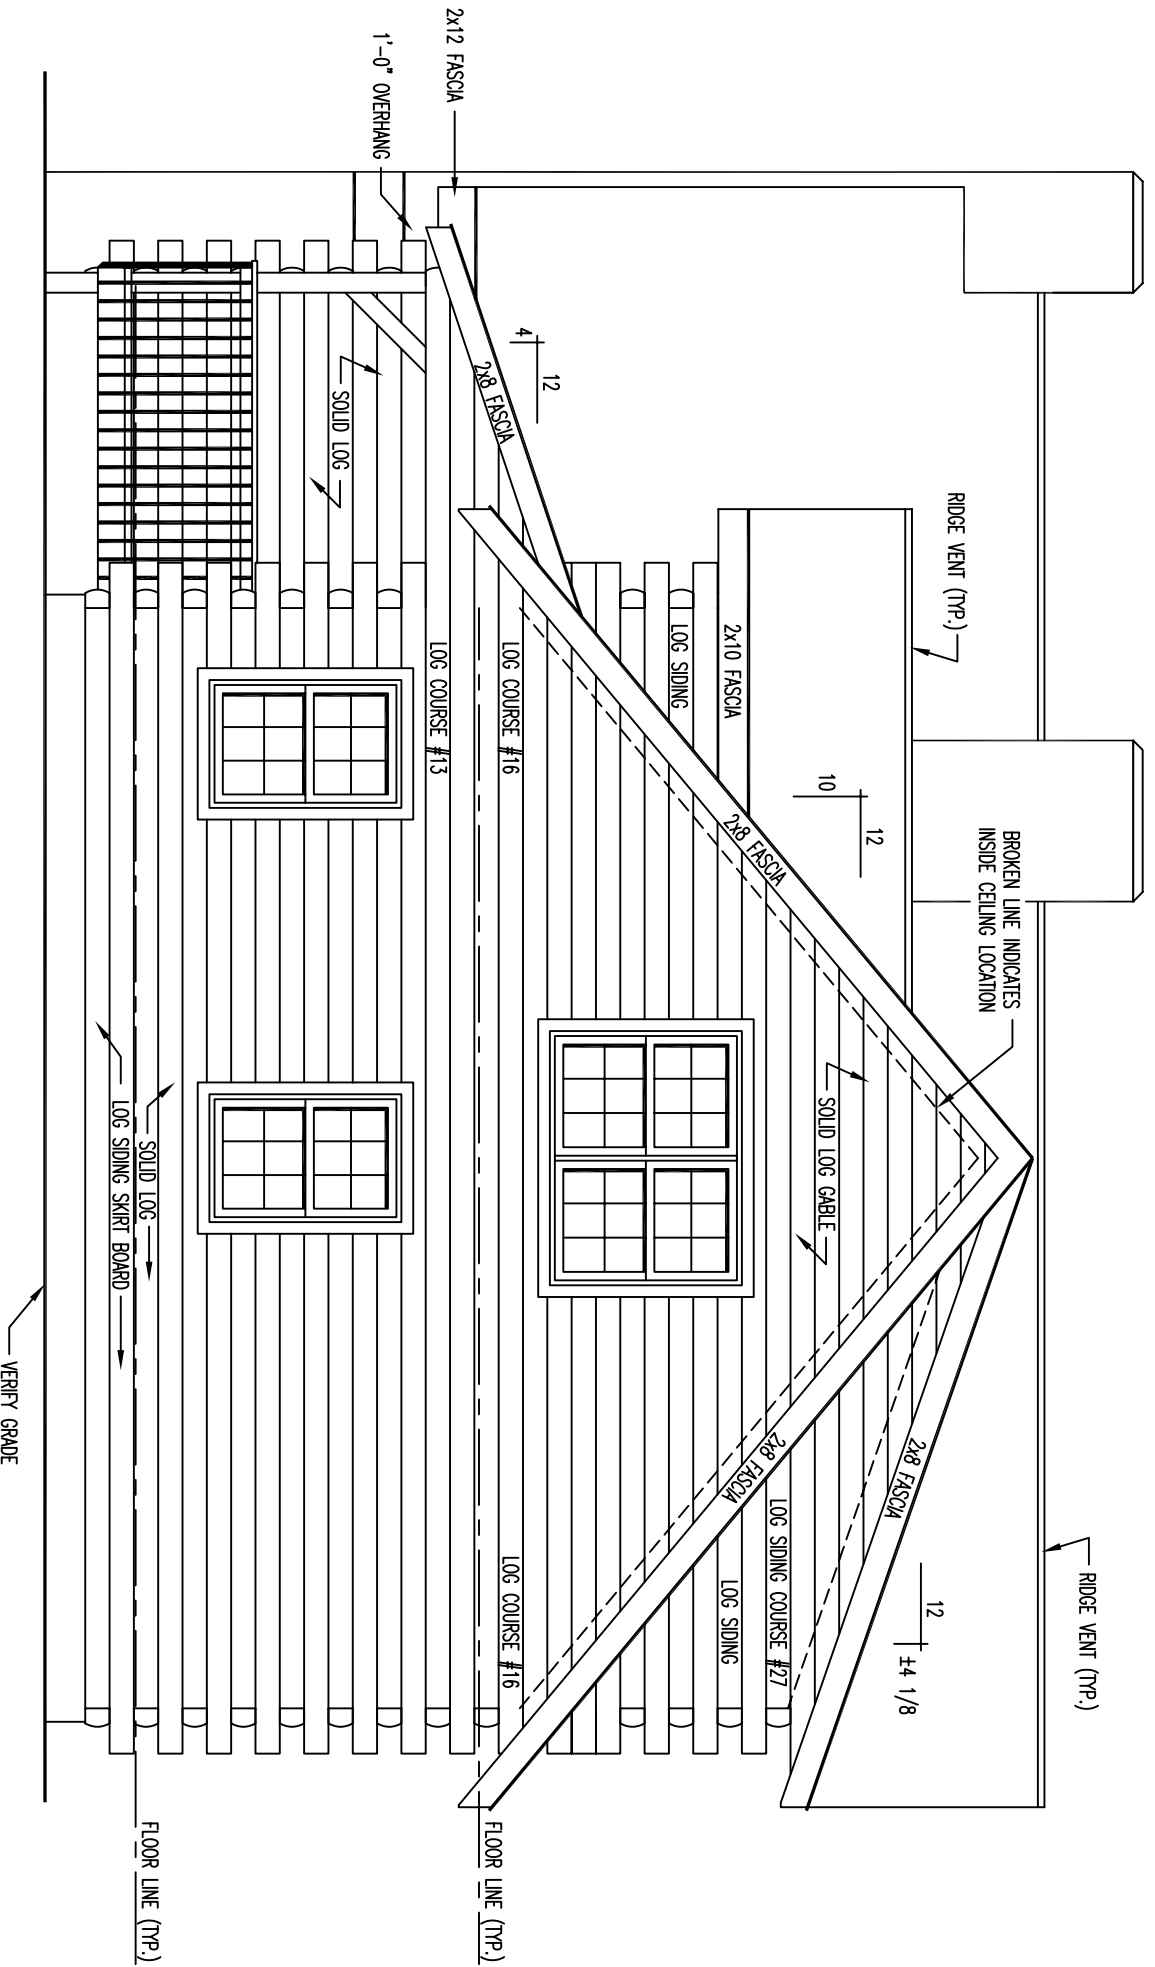 RIDGE VENT (TYP.)
RIDGE VENT (TYP.)
BROKEN LINE INDICATES
INSIDE CEILING LOCATION
12
±4 1/8
12
10
2x8 FASCIA
2x8 FASCIA
2x8 FASCIA
SOLID LOG GABLE
LOG SIDING COURSE #27
LOG SIDING
2x10 FASCIA
LOG SIDING
12
4
2x8 FASCIA
2x12 FASCIA
1'-0" OVERHANG
LOG COURSE #16
LOG COURSE #16
FLOOR LINE (TYP.)
LOG COURSE #13
SOLID LOG
SOLID LOG
LOG SIDING SKIRT BOARD
FLOOR LINE (TYP.)
VERIFY GRADE